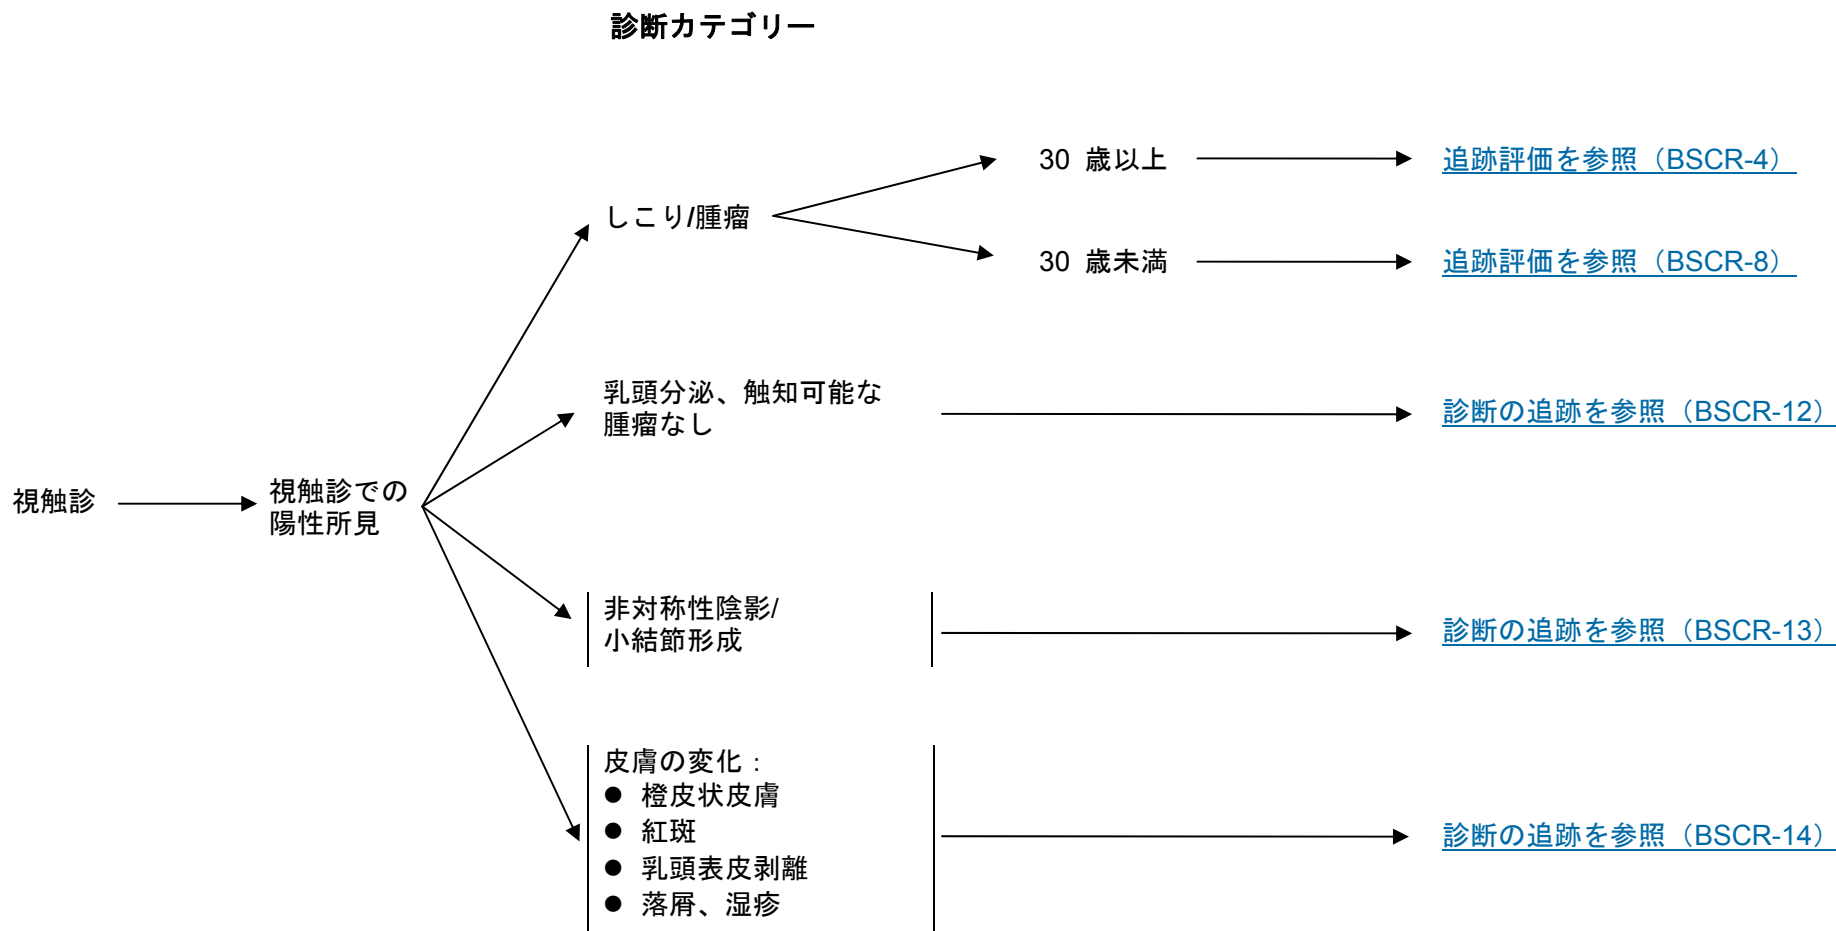 診断カテゴリー
30 歳以上
追跡評価を参照（BSCR-4）
しこり/腫瘤
30 歳未満
追跡評価を参照（BSCR-8）
乳頭分泌、触知可能な
腫瘤なし
診断の追跡を参照（BSCR-12）
視触診
視触診での
陽性所見
非対称性陰影/
小結節形成
診断の追跡を参照（BSCR-13）
皮膚の変化：
● 橙皮状皮膚
● 紅斑
● 乳頭表皮剥離
● 落屑、湿疹
診断の追跡を参照（BSCR-14）